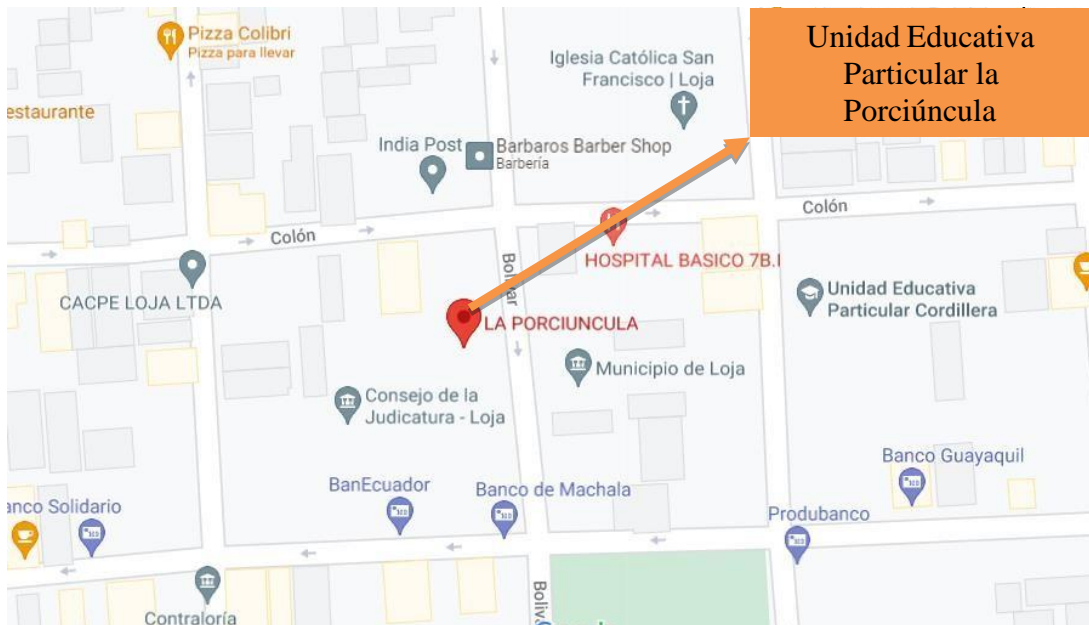 Unidad Educativa
Particular la
Porciúncula
Pizza Colibri
Pizza para llevar
Iglesia Católica San
Francisco | Loja
estaurante
India Post
Barbaros Barber Shop
Barbería
Colón
Colón
HOSPITAL BASICO 7B.I
Bolívar
CACPE LOJA LTDA
Unidad Educativa
Particular Cordillera
LA PORCIUNCULA
Municipio de Loja
Consejo de la
Judicatura - Loja
Banco Guayaquil
BanEcuador
Banco de Machala
anco Solidario
Produbanco
Contraloría
Boliva